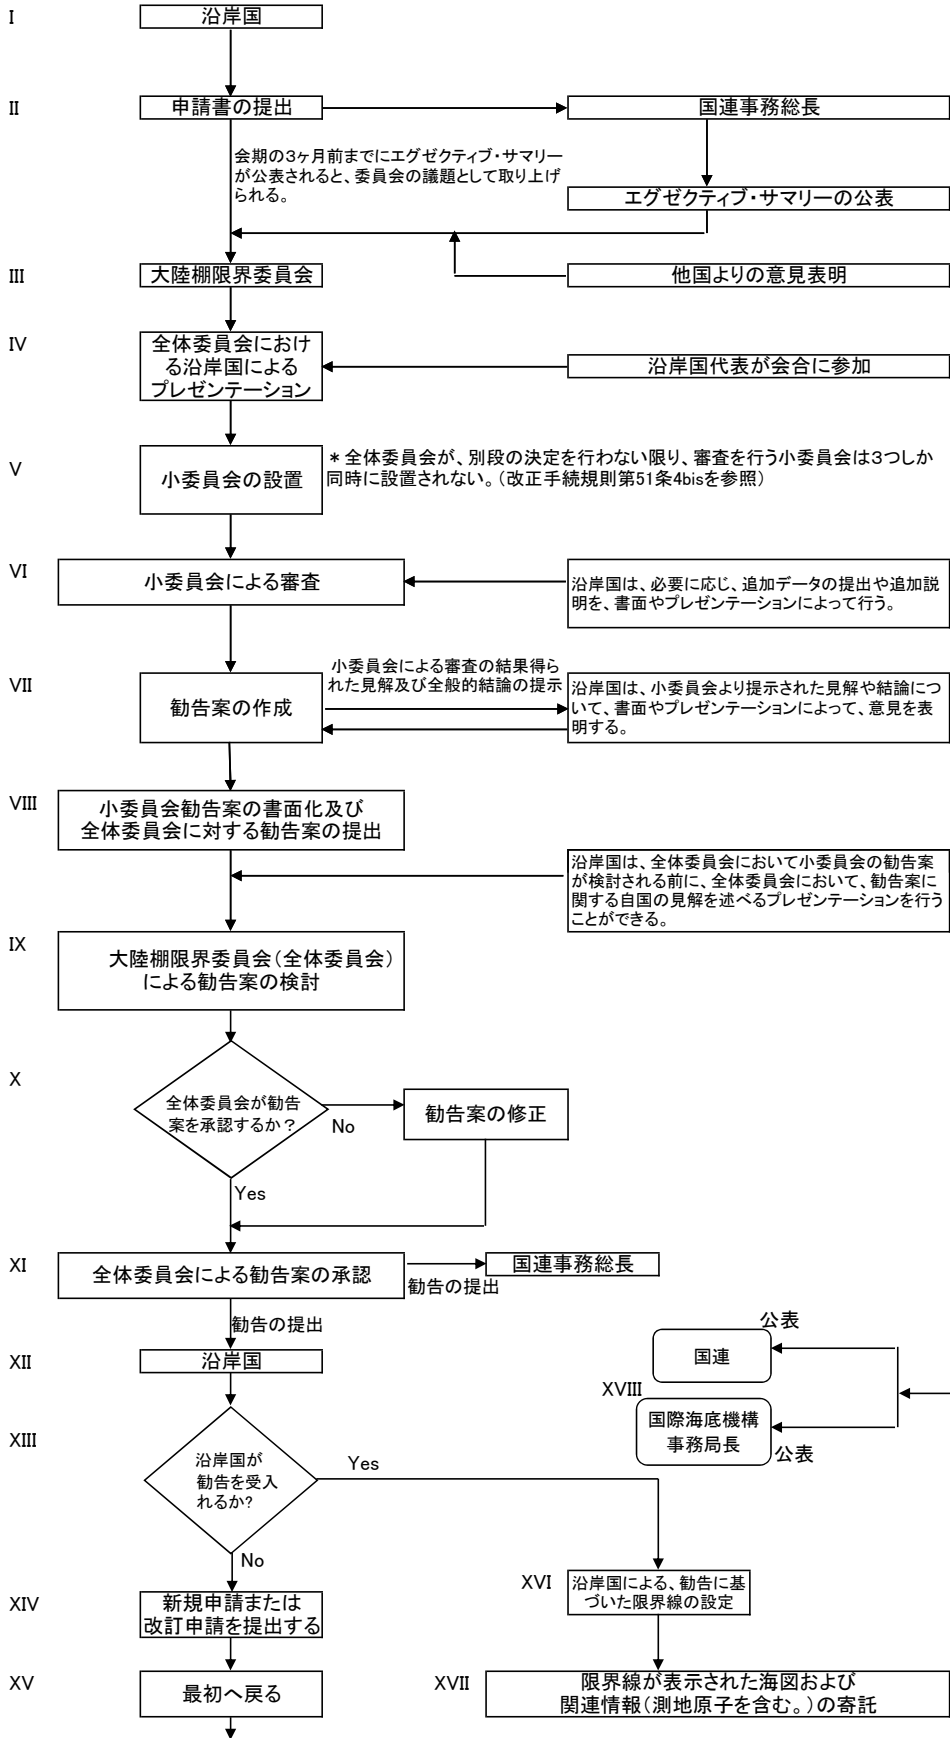 I
沿岸国
II
申請書の提出
国連事務総長
会期の3ヶ月前までにエグゼクティブ・サマリー
が公表されると、委員会の議題として取り上げ
られる。
エグゼクティブ・サマリーの公表
III
大陸棚限界委員会
他国よりの意見表明
IV
全体委員会におけ
る沿岸国による
プレゼンテーション
沿岸国代表が会合に参加
V
小委員会の設置
＊全体委員会が、別段の決定を行わない限り、審査を行う小委員会は3つしか
同時に設置されない。(改正手続規則第51条4bisを参照)
VI
小委員会による審査
沿岸国は、必要に応じ、追加データの提出や追加説
明を、書面やプレゼンテーションによって行う。
VII
勧告案の作成
小委員会による審査の結果得ら
れた見解及び全般的結論の提示
沿岸国は、小委員会より提示された見解や結論につ
いて、書面やプレゼンテーションによって、意見を表
明する。
VIII
小委員会勧告案の書面化及び
全体委員会に対する勧告案の提出
沿岸国は、全体委員会において小委員会の勧告案
が検討される前に、全体委員会において、勧告案に
関する自国の見解を述べるプレゼンテーションを行う
ことができる。
IX
大陸棚限界委員会(全体委員会)
による勧告案の検討
X
全体委員会が勧告
案を承認するか？
No
勧告案の修正
Yes
XI
全体委員会による勧告案の承認
勧告の提出
国連事務総長
勧告の提出
XII
沿岸国
公表
国連
XVIII
国際海底機構
事務局長
公表
XIII
沿岸国が
勧告を受入
れるか?
Yes
No
XIV
新規申請または
改訂申請を提出する
XVI
沿岸国による、勧告に基
づいた限界線の設定
XV
最初へ戻る
XVII
限界線が表示された海図および
関連情報(測地原子を含む。)の寄託